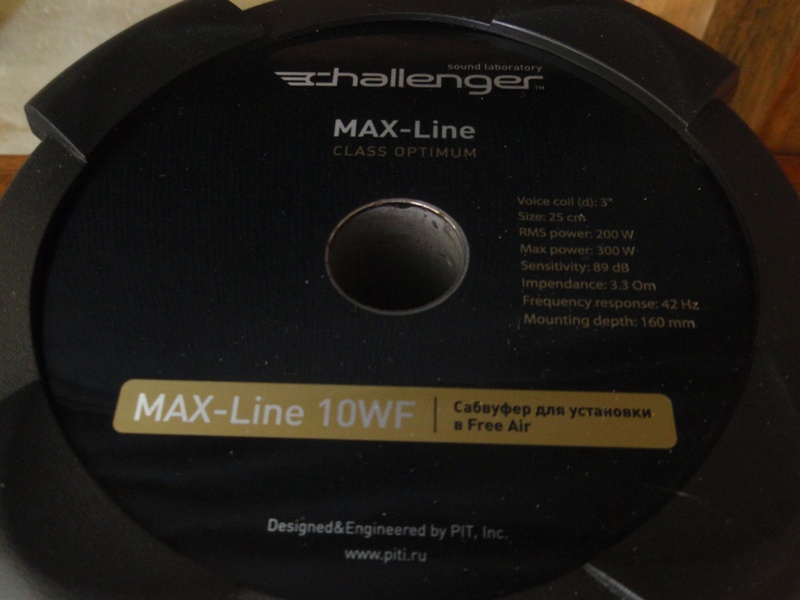 sound laboratory
challenger™
MAX-Line
CLASS OPTIMUM
Voice coil (d): 3"
Size: 25 cm
RMS power: 200 W
Max power: 300 W
Sensitivity: 89 dB
Impendance: 3.3 Om
Frequency response: 42 Hz
Mounting depth: 160 mm
MAX-Line 10WF
Сабвуфер для установки
в Free Air
Designed&Engineered by PIT, Inc.
www.piti.ru